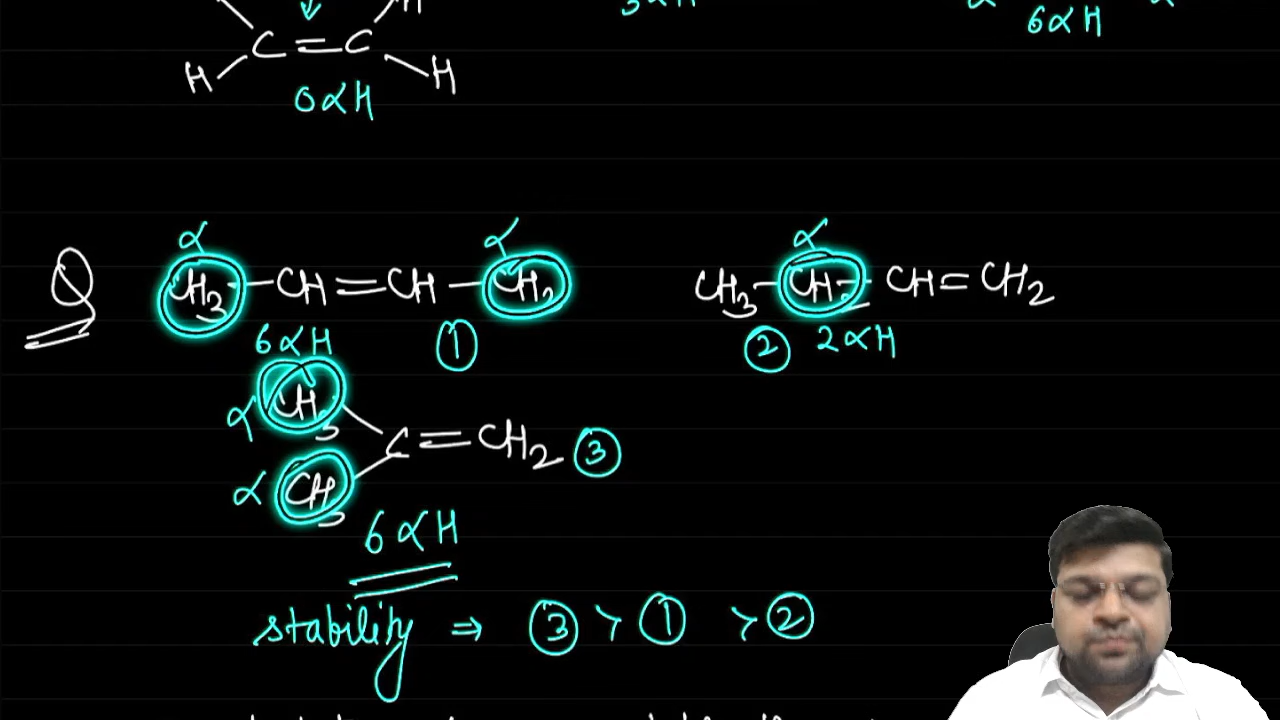 3αH
6αH
H
C=C
H H
0αH
α α α
Q CH3-CH=CH-CH3 CH3-CH2-CH=CH2
6αH ① ② 2αH
α CH3
C=CH2 ③
α CH3
6αH
stability ⇒ ③ > ① > ②